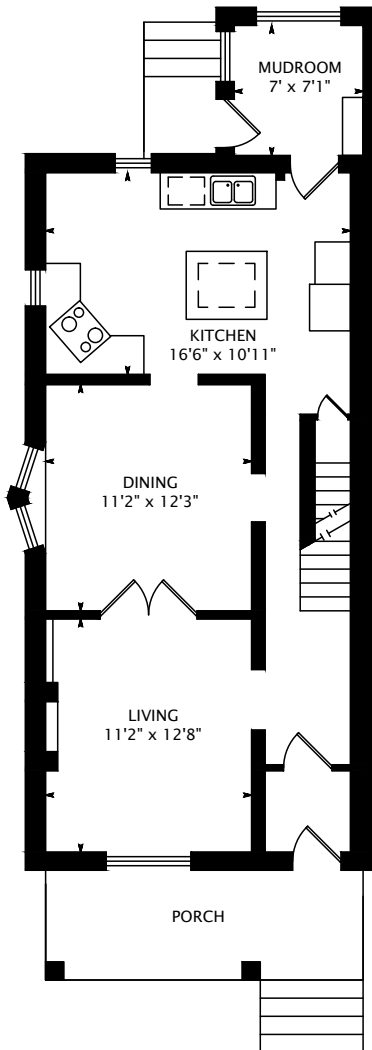 MUDROOM
7' x 7'1"
KITCHEN
16'6" x 10'11"
DINING
11'2" x 12'3"
LIVING
11'2" x 12'8"
PORCH